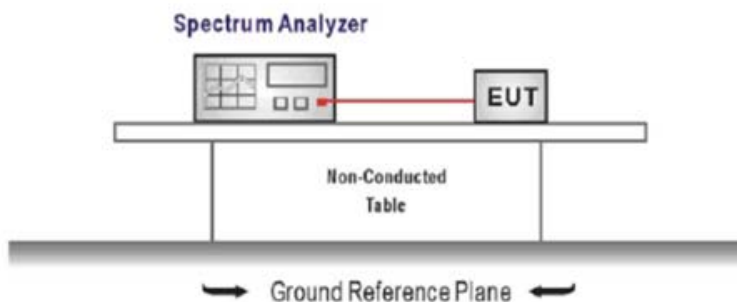 Spectrum Analyzer
EUT
Non-Conducted
Table
Ground Reference Plane